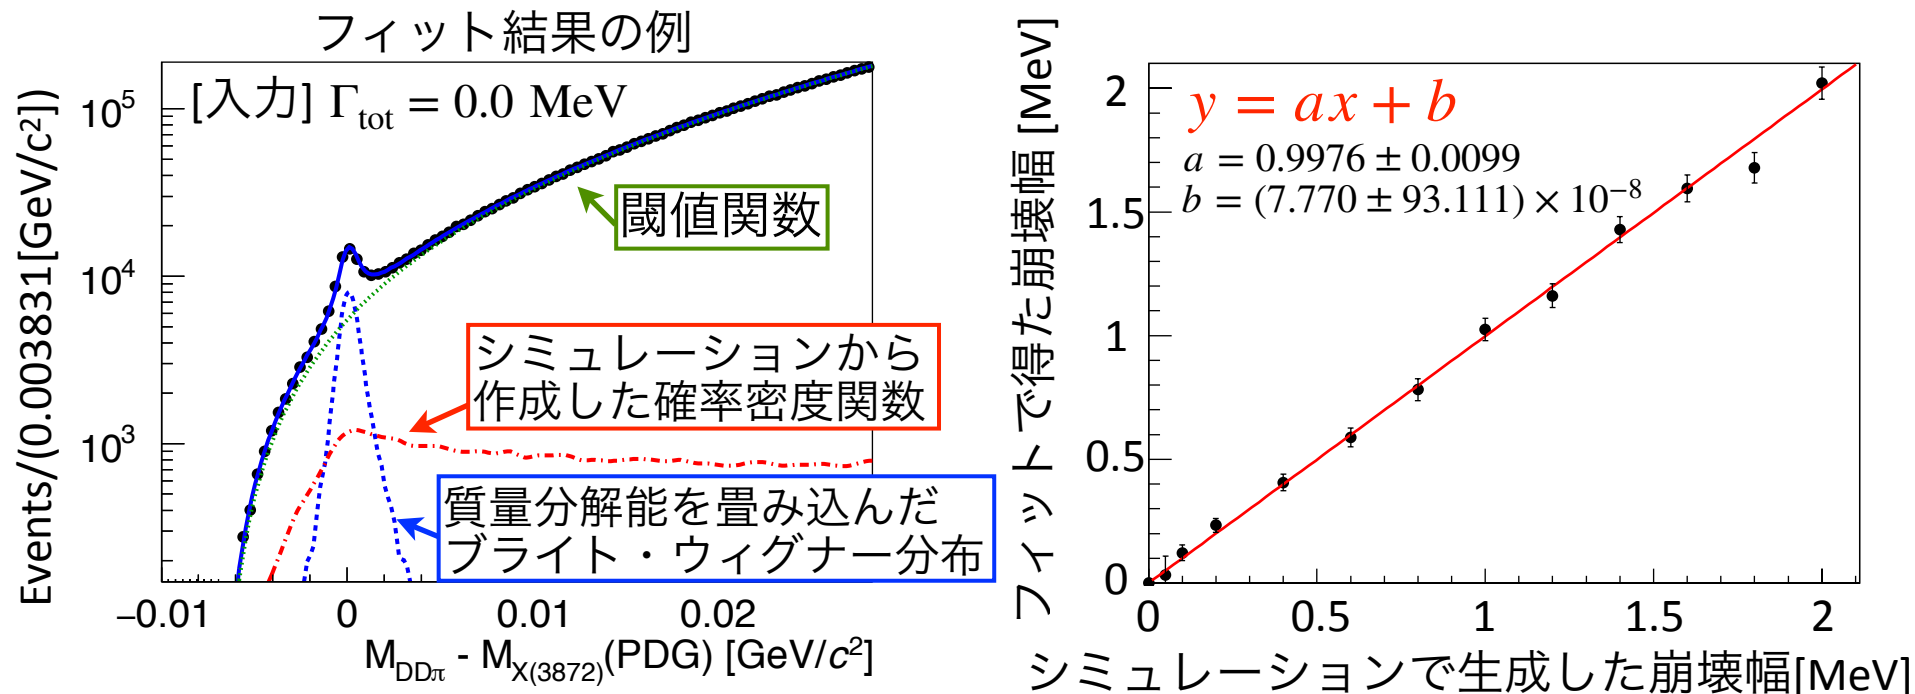 フィット結果の例
Events/(0.003831[GeV/c²])
10⁵
10⁴
10³
[入力] Γtot = 0.0 MeV
閾値関数
シミュレーションから
作成した確率密度関数
質量分解能を畳み込んだ
ブライト・ウィグナー分布
−0.01 0 0.01 0.02
MDDπ - MX(3872)(PDG) [GeV/c²]
フィットで得た崩壊幅 [MeV]
2
1.5
1
0.5
0
y = ax + b
a = 0.9976 ± 0.0099
b = (7.770 ± 93.111) × 10⁻⁸
0 0.5 1 1.5 2
シミュレーションで生成した崩壊幅[MeV]